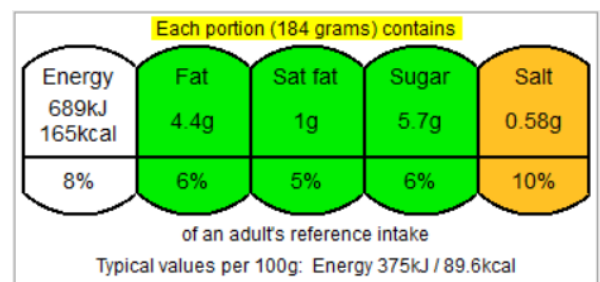 Each portion (184 grams) contains
Energy Fat Sat fat Sugar Salt
689kJ
165kcal 4.4g 1g 5.7g 0.58g
8% 6% 5% 6% 10%
of an adult's reference intake
Typical values per 100g: Energy 375kJ / 89.6kcal